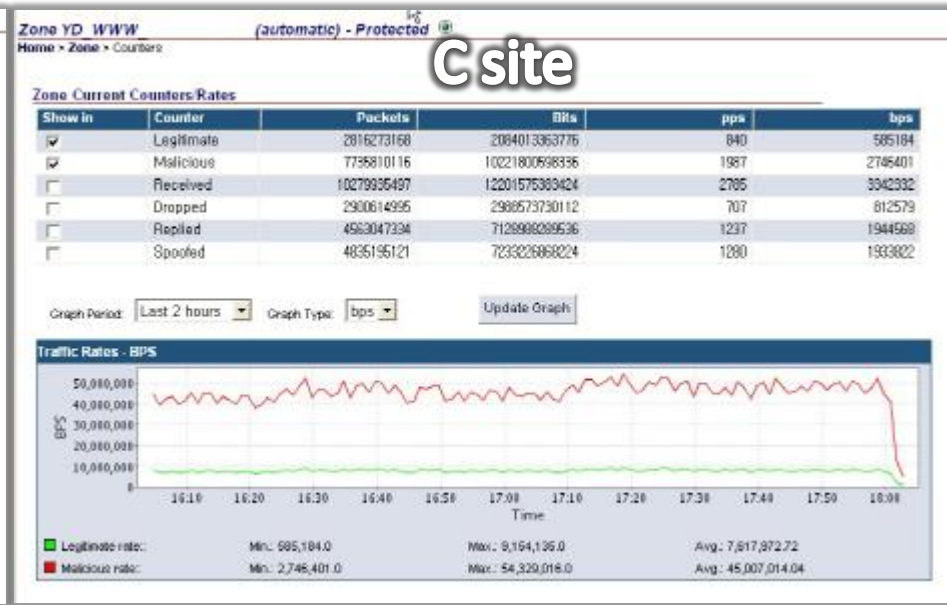 Zone YD_WWW_ (automatic) - Protected
Home > Zone > Counters
C site
Zone Current Counters/Rates
Show in Counter Packets Bits pps bps
Legitimate 2816273168 2084013363776 840 585184
Malicious 7735810116 10221800598336 1987 2746401
Received 10279935497 12201575383424 2785 3342332
Dropped 2900614995 2988573730112 707 812579
Replied 4563047334 7128988289536 1237 1944568
Spoofed 4835195121 7233226868224 1280 1933822
Graph Period: Last 2 hours Graph Type: bps Update Graph
Traffic Rates - BPS
50,000,000
40,000,000
30,000,000
20,000,000
10,000,000
0
BPS
16:10 16:20 16:30 16:40 16:50 17:00 17:10 17:20 17:30 17:40 17:50 18:00
Time
Legitimate rate: Min.: 585,184.0 Max.: 9,164,136.0 Avg.: 7,617,972.72
Malicious rate: Min.: 2,746,401.0 Max.: 54,329,016.0 Avg.: 45,007,014.04